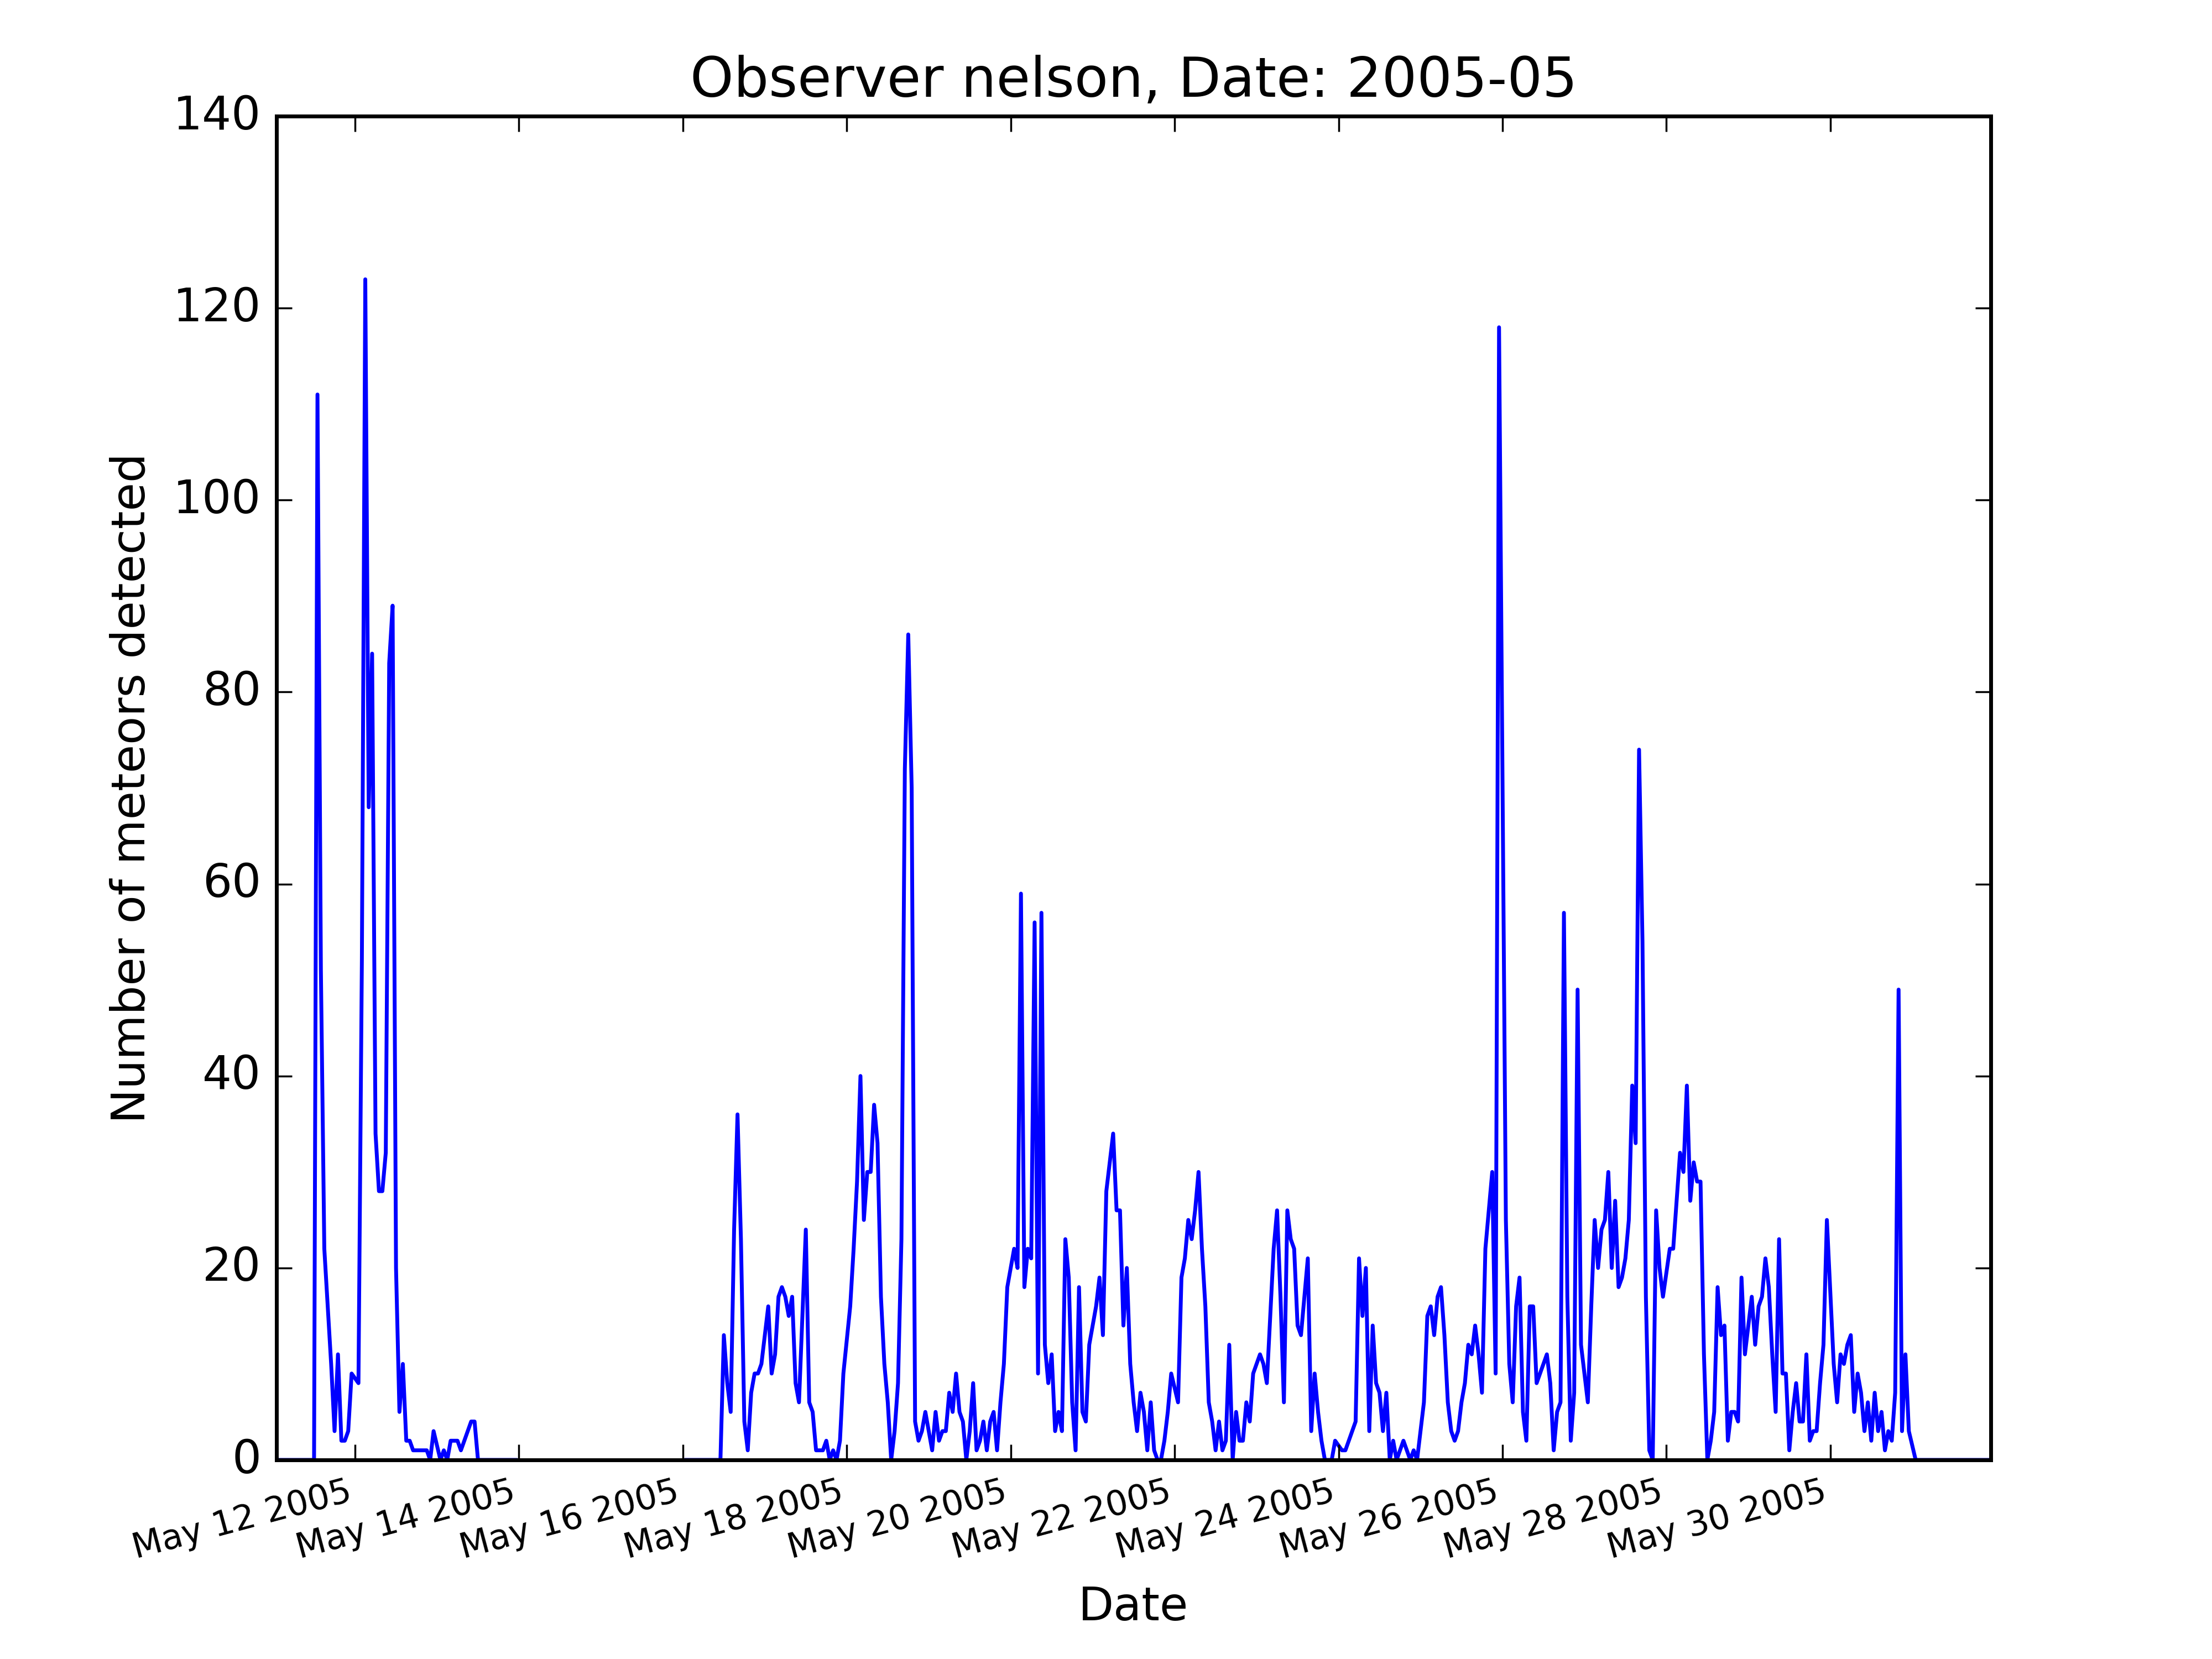 Observer nelson, Date: 2005-05
140
120
100
80
60
40
20
0
Number of meteors detected
May 12 2005
May 14 2005
May 16 2005
May 18 2005
May 20 2005
May 22 2005
May 24 2005
May 26 2005
May 28 2005
May 30 2005
Date